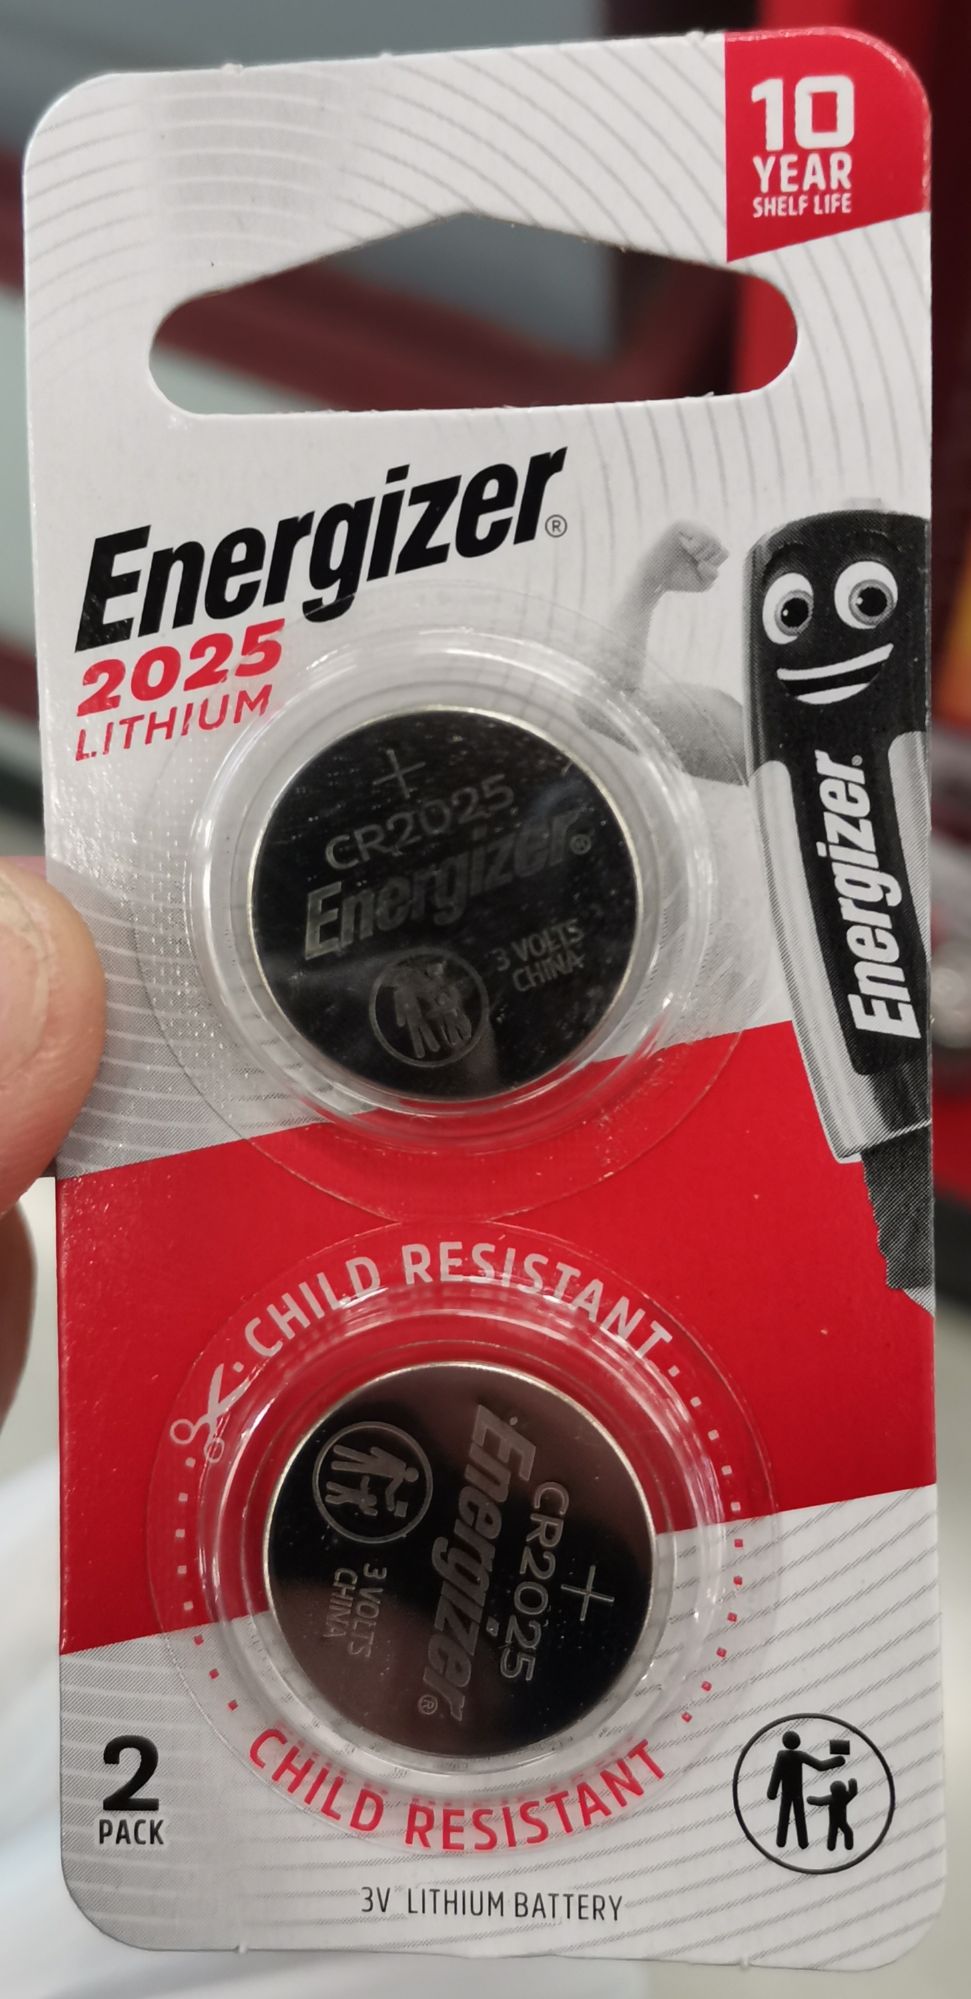 10
YEAR
SHELF LIFE
Energizer®
2025
LITHIUM
Energizer®
+
CR2025
Energizer®
3 VOLTS
CHINA
CHILD RESISTANT
+
CR2025
Energizer®
3 VOLTS
CHINA
CHILD RESISTANT
2
PACK
3V LITHIUM BATTERY